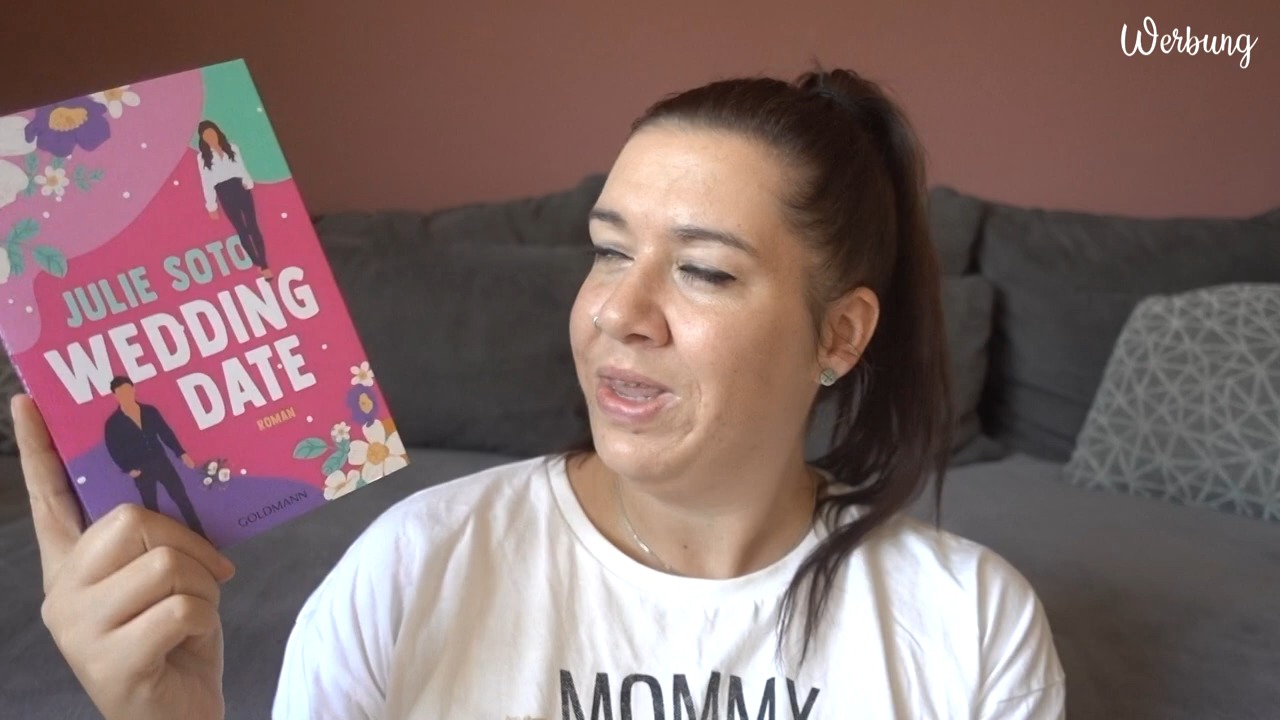 Werbung
JULIE SOTO
WEDDING
DATE
ROMAN
GOLDMANN
MOMMY